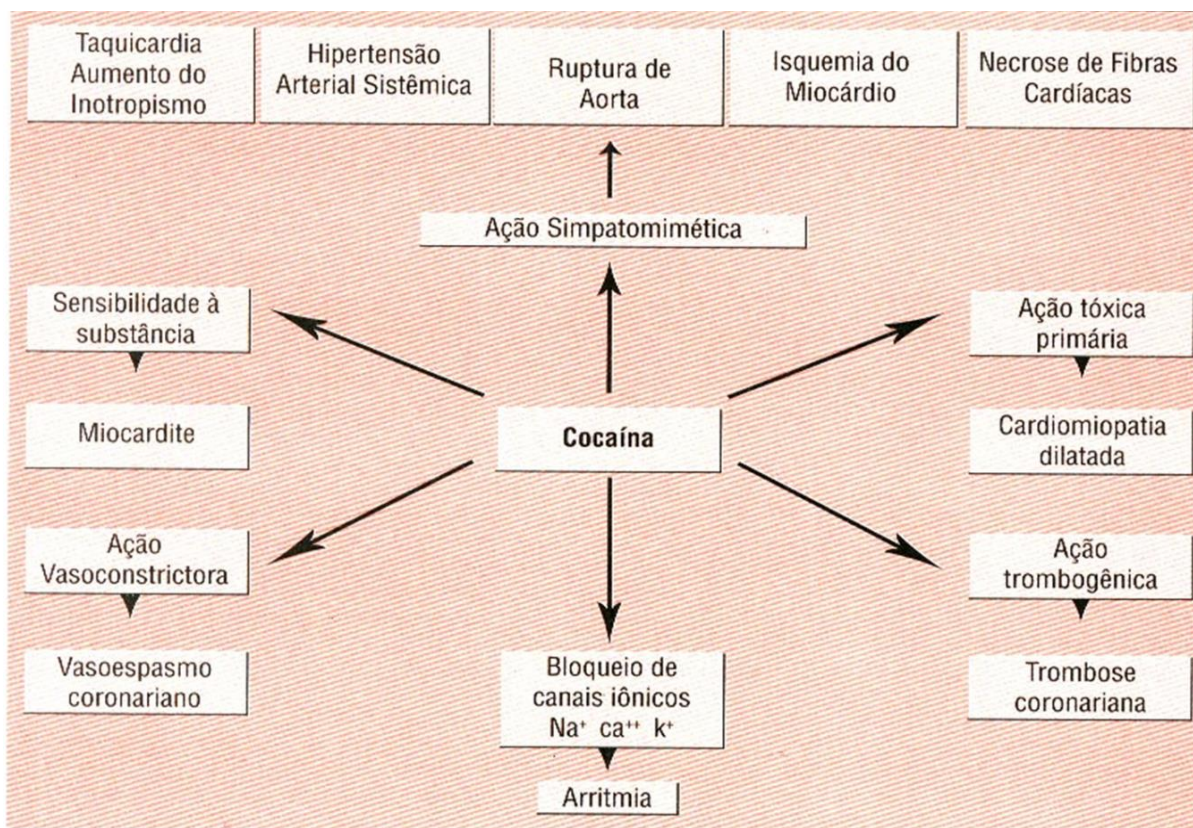 Taquicardia
Aumento do
Inotropismo
Hipertensão
Arterial Sistêmica
Ruptura de
Aorta
Isquemia do
Miocárdio
Necrose de Fibras
Cardíacas
Ação Simpatomimética
Sensibilidade à
substância
Ação tóxica
primária
Miocardite
Cocaína
Cardiomiopatia
dilatada
Ação
Vasoconstrictora
Ação
trombogênica
Vasoespasmo
coronariano
Bloqueio de
canais iônicos
Na⁺ ca⁺⁺ k⁺
Trombose
coronariana
Arritmia